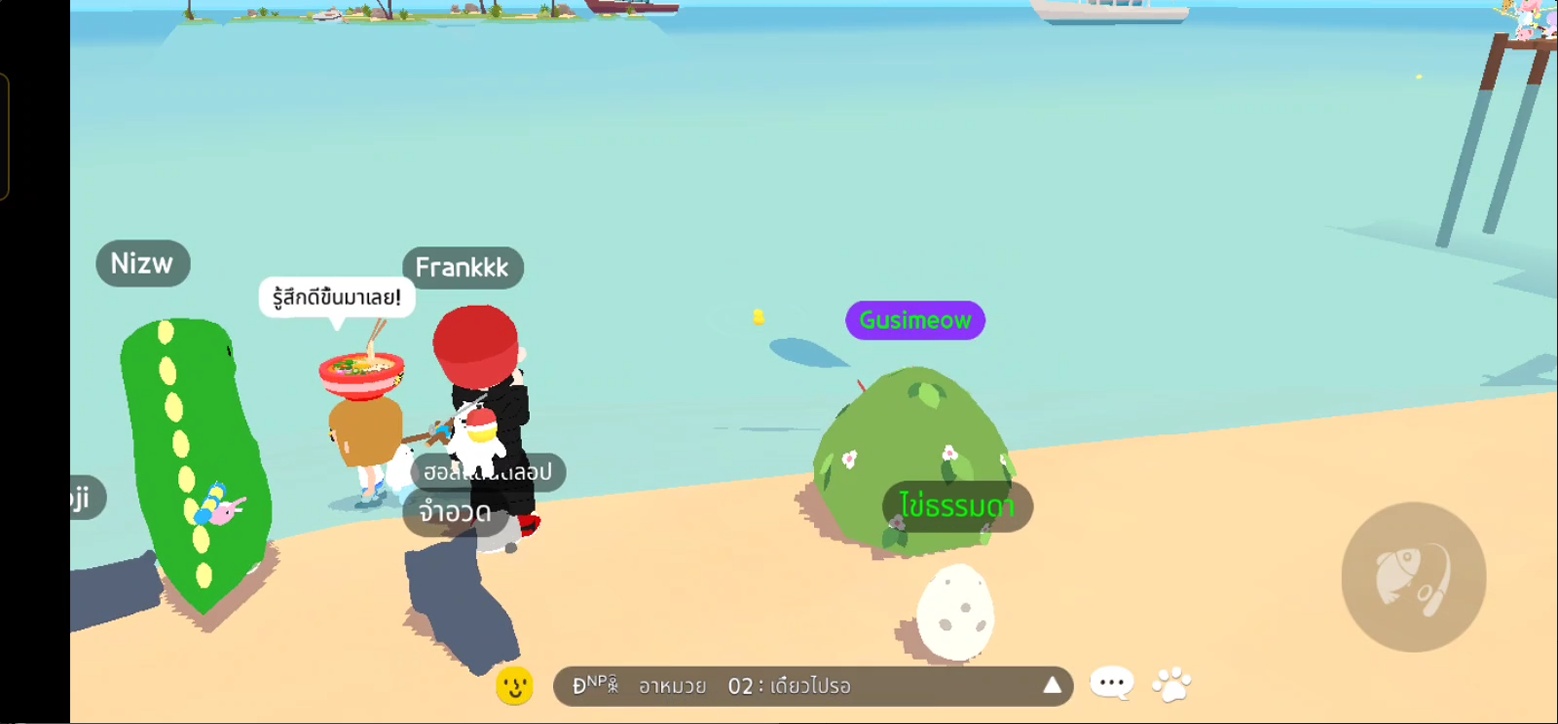 Nizw
Frankkk
รู้สึกดีขึ้นมาเลย!
Gusimeow
จำอวด
ไข่ธรรมดา
อาหมวย 02 : เดี๋ยวไปรอ